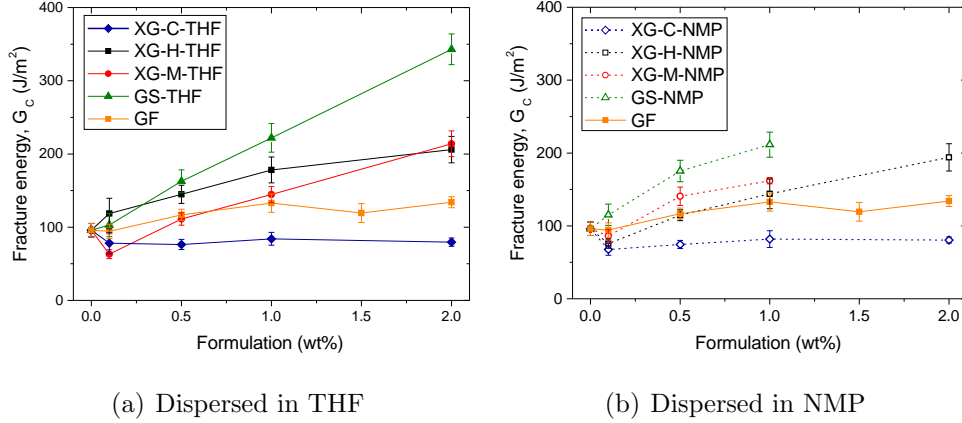 400
300
200
100
0
Fracture energy, G_C (J/m²)
XG-C-THF
XG-H-THF
XG-M-THF
GS-THF
GF
0.0 0.5 1.0 1.5 2.0
Formulation (wt%)
(a) Dispersed in THF
400
300
200
100
0
Fracture energy, G_C (J/m²)
XG-C-NMP
XG-H-NMP
XG-M-NMP
GS-NMP
GF
0.0 0.5 1.0 1.5 2.0
Formulation (wt%)
(b) Dispersed in NMP